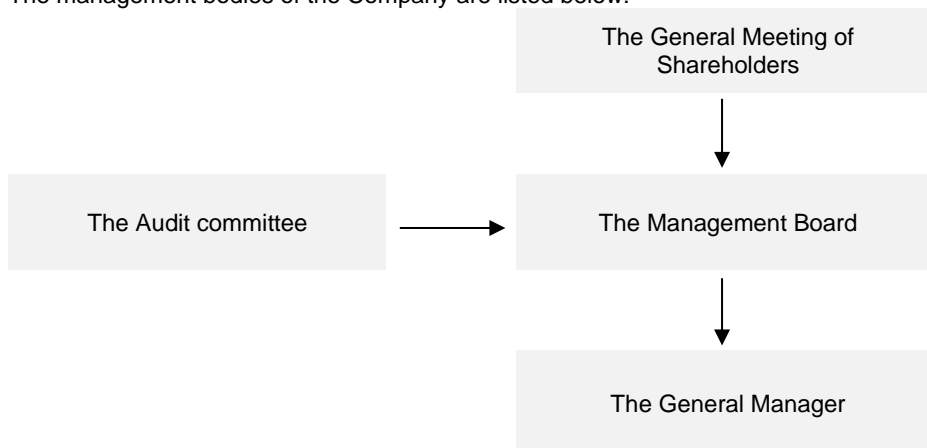 The management bodies of the Company are listed below:
The General Meeting of
Shareholders
The Audit committee
The Management Board
The General Manager